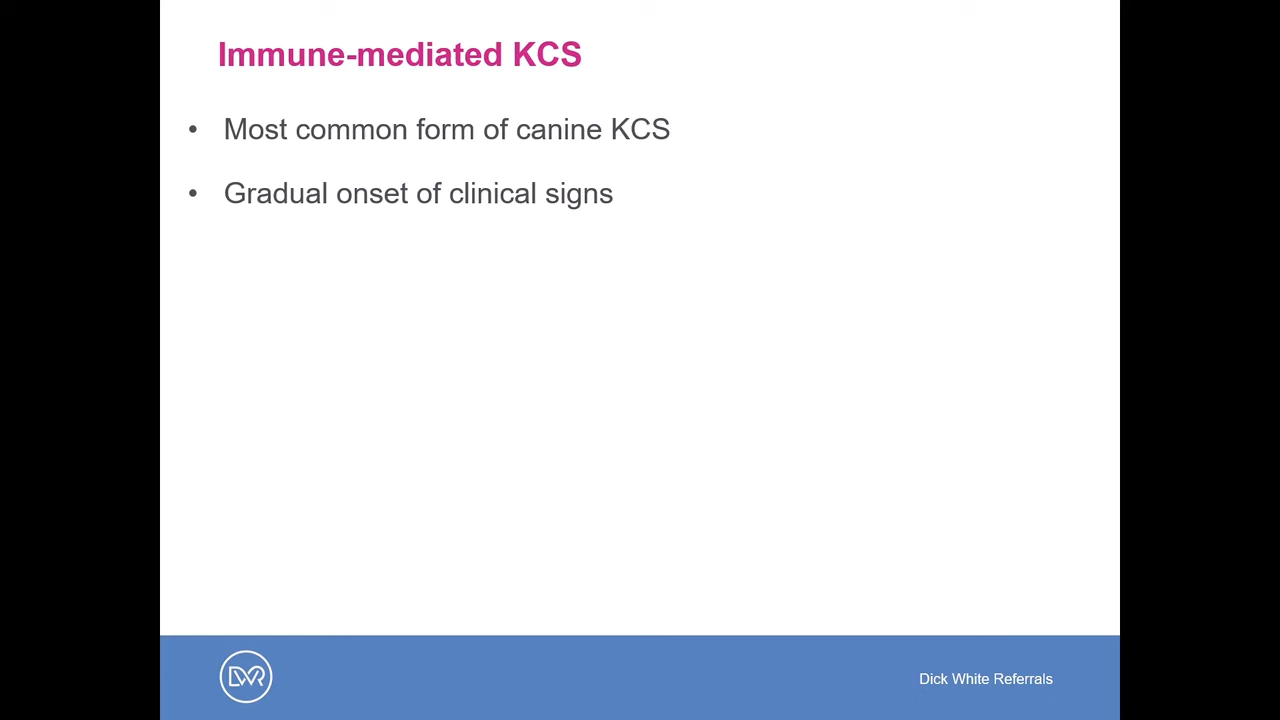 Immune-mediated KCS
• Most common form of canine KCS
• Gradual onset of clinical signs
DWR
Dick White Referrals